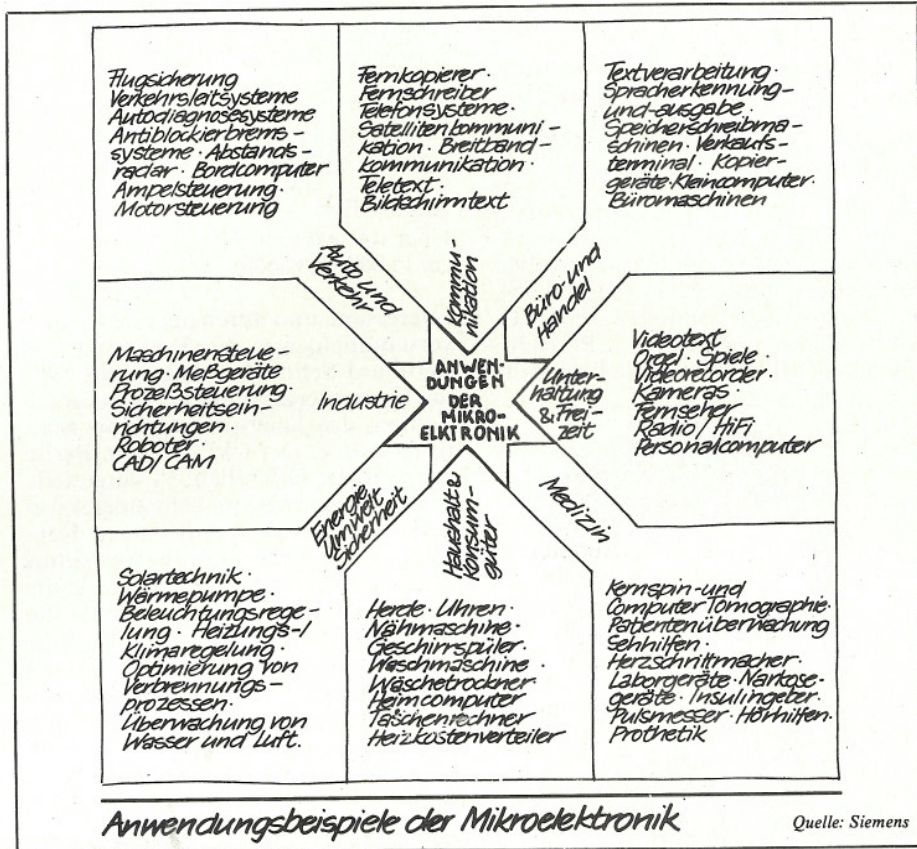 Flugsicherung
Verkehrsleitsysteme
Autodiagnosesysteme
Antiblockierbrems-
systeme · Abstands-
radar · Bordcomputer
Ampelsteuerung ·
Motorsteuerung
Fernkopierer ·
Fernschreiber
Telefonsysteme ·
Satellitenkommuni-
kation · Breitband-
kommunikation ·
Teletext ·
Bildschirmtext
Textverarbeitung ·
Spracherkennung-
und-ausgabe ·
Speicherschreibma-
schinen · Verkaufs-
terminal · Kopier-
geräte · Kleincomputer ·
Büromaschinen
Auto und
Verkehr
Kommu-
nikation
Büro-und
Handel
Maschinensteue-
rung · Meßgeräte
Prozeßsteuerung ·
Sicherheitsein-
richtungen ·
Roboter ·
CAD/CAM
Industrie
ANWEN-
DUNGEN
DER
MIKRO-
ELKTRONIK
Unter-
haltung
& Frei-
zeit
Videotext
Orgel · Spiele ·
Videorecorder ·
Kameras ·
Fernseher
Radio / HiFi
Personalcomputer
Energie
Umwelt
Sicherheit
Haushalt &
Konsum-
güter
Medizin
Solartechnik ·
Wärmepumpe ·
Beleuchtungsrege-
lung · Heizungs-/
Klimaregelung ·
Optimierung von
Verbrennungs-
prozessen ·
Überwachung von
Wasser und Luft.
Herde · Uhren ·
Nähmaschine ·
Geschirrspüler ·
Waschmaschine ·
Wäschetrockner ·
Heimcomputer
Taschenrechner
Heizkostenverteiler
Kernspin-und
Computer Tomographie ·
Patientenüberwachung
Sehhilfen ·
Herzschrittmacher ·
Laborgeräte · Narkose-
geräte · Insulingeber ·
Pulsmesser · Hörhilfen ·
Prothetik
Anwendungsbeispiele der Mikroelektronik
Quelle: Siemens